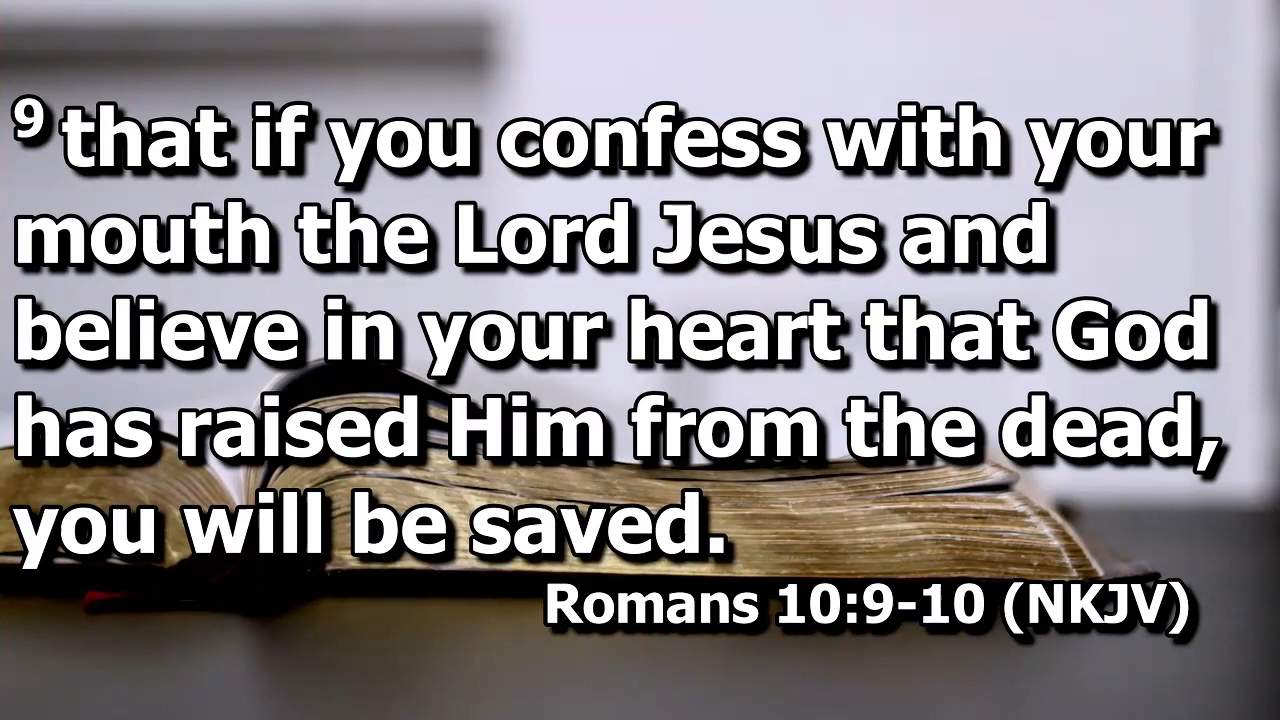 9 that if you confess with your
mouth the Lord Jesus and
believe in your heart that God
has raised Him from the dead,
you will be saved.
Romans 10:9-10 (NKJV)